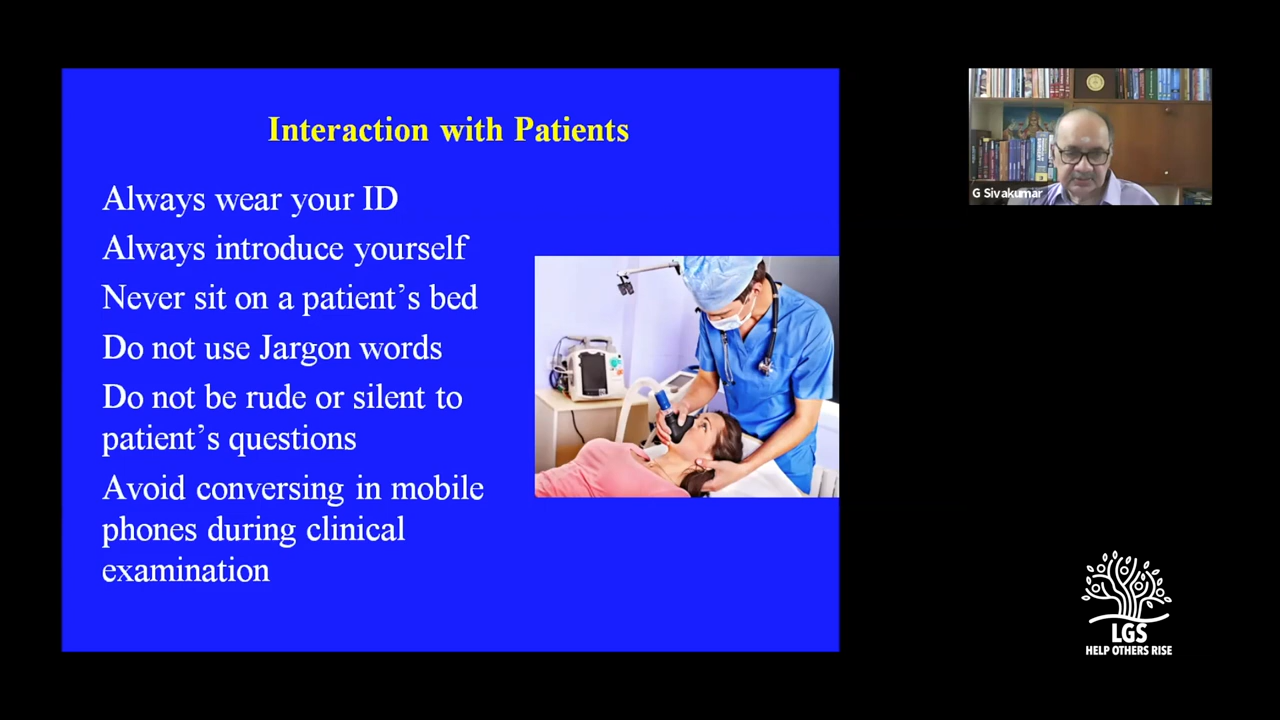 Interaction with Patients
Always wear your ID
Always introduce yourself
Never sit on a patient’s bed
Do not use Jargon words
Do not be rude or silent to
patient’s questions
Avoid conversing in mobile
phones during clinical
examination
G Sivakumar
LGS
HELP OTHERS RISE